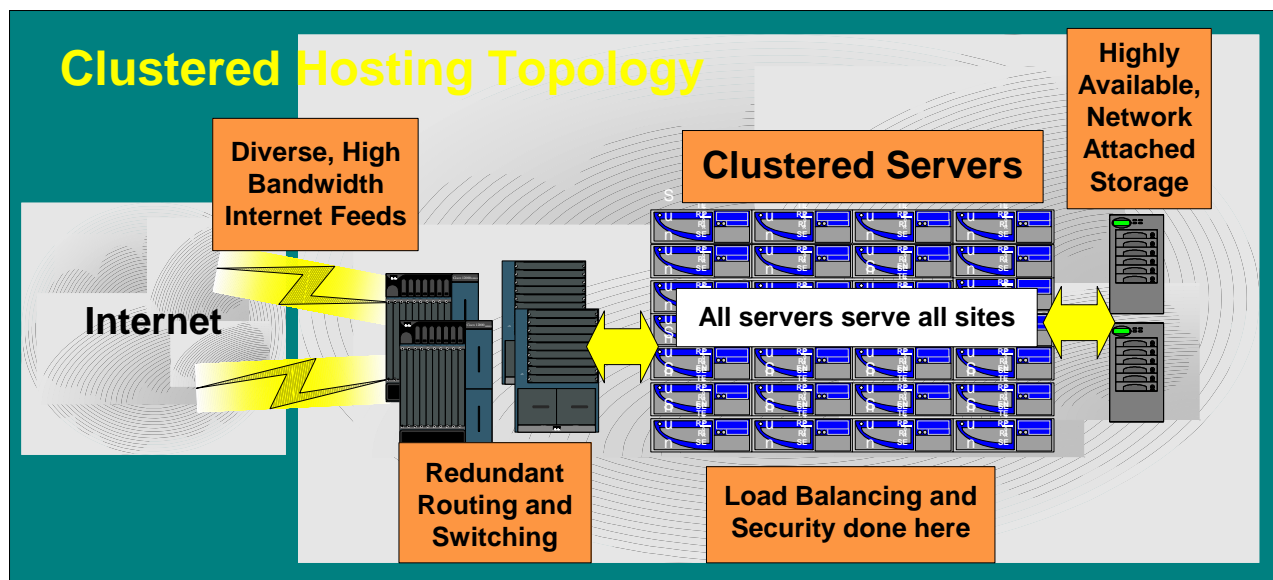 Clustered Hosting Topology
Diverse, High
Bandwidth
Internet Feeds
Internet
Redundant
Routing and
Switching
Clustered Servers
All servers serve all sites
Load Balancing and
Security done here
Highly
Available,
Network
Attached
Storage